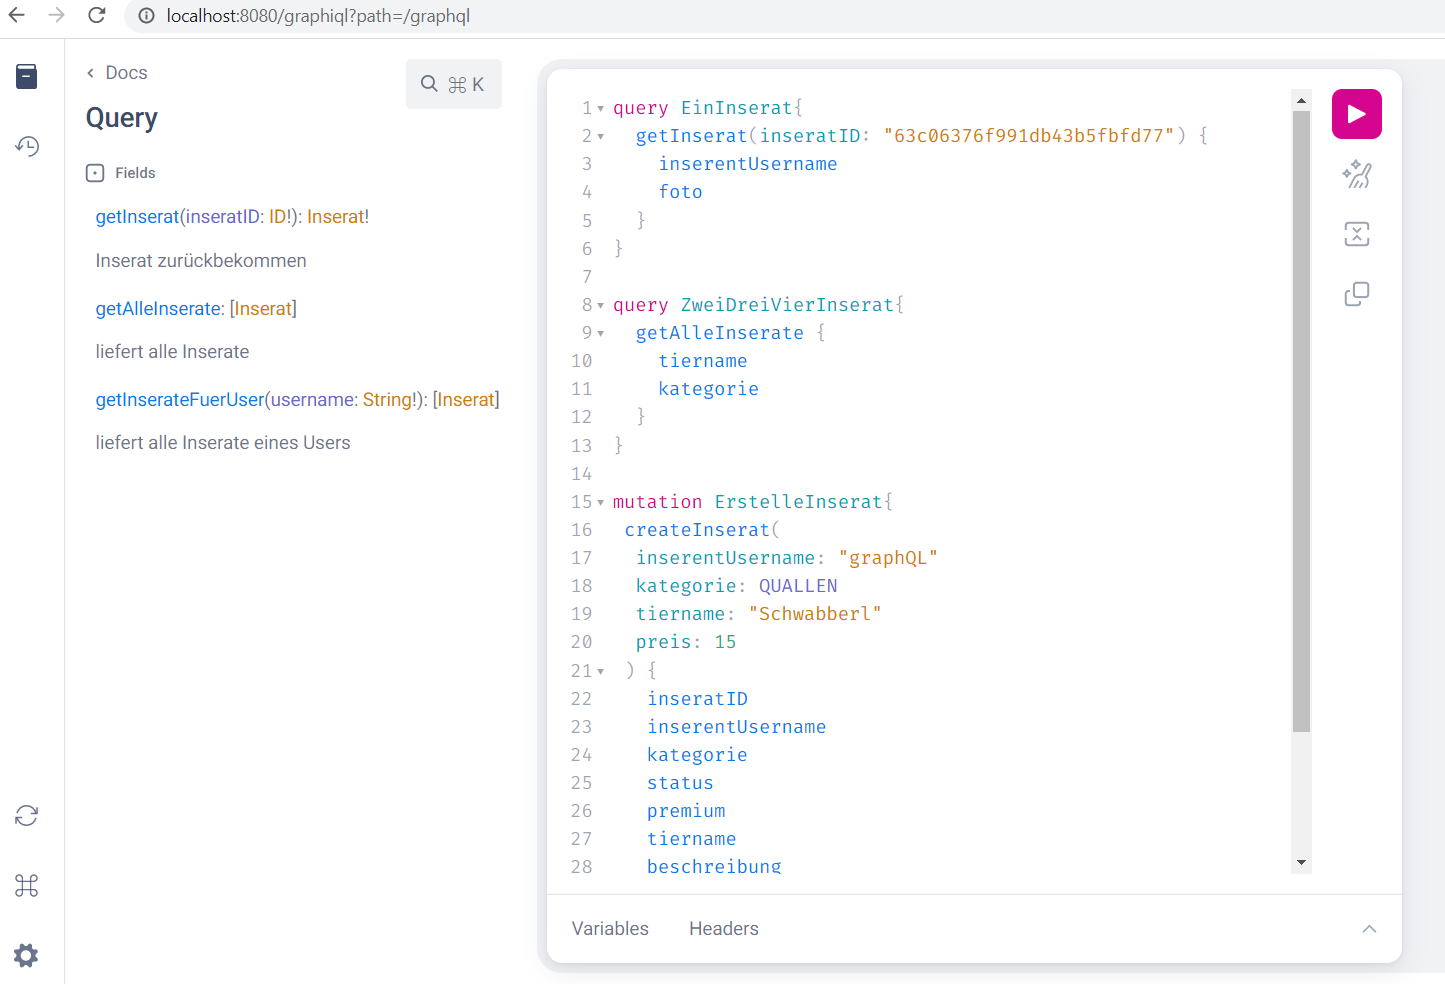 localhost:8080/graphiql?path=/graphql
Docs
⌘ K
Query
Fields
getInserat(inseratID: ID!): Inserat!
Inserat zurückbekommen
getAlleInserate: [Inserat]
liefert alle Inserate
getInserateFuerUser(username: String!): [Inserat]
liefert alle Inserate eines Users
1 query EinInserat{
2 getInserat(inseratID: "63c06376f991db43b5fbfd77") {
3 inserentUsername
4 foto
5 }
6 }
7
8 query ZweiDreiVierInserat{
9 getAlleInserate {
10 tiername
11 kategorie
12 }
13 }
14
15 mutation ErstelleInserat{
16 createInserat(
17 inserentUsername: "graphQL"
18 kategorie: QUALLEN
19 tiername: "Schwabberl"
20 preis: 15
21 ) {
22 inseratID
23 inserentUsername
24 kategorie
25 status
26 premium
27 tiername
28 beschreibung
Variables Headers